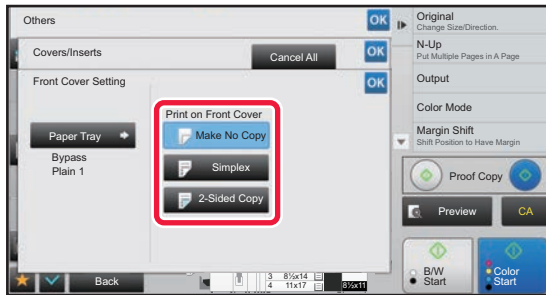 Others
OK
Covers/Inserts
Cancel All
OK
Front Cover Setting
OK
Print on Front Cover
Paper Tray
Bypass
Plain 1
Make No Copy
Simplex
2-Sided Copy
Back
3 8½x14
4 11x17
8½x11
Original
Change Size/Direction.
N-Up
Put Multiple Pages in A Page
Output
Color Mode
Margin Shift
Shift Position to Have Margin
Proof Copy
Preview
CA
B/W
Start
Color
Start